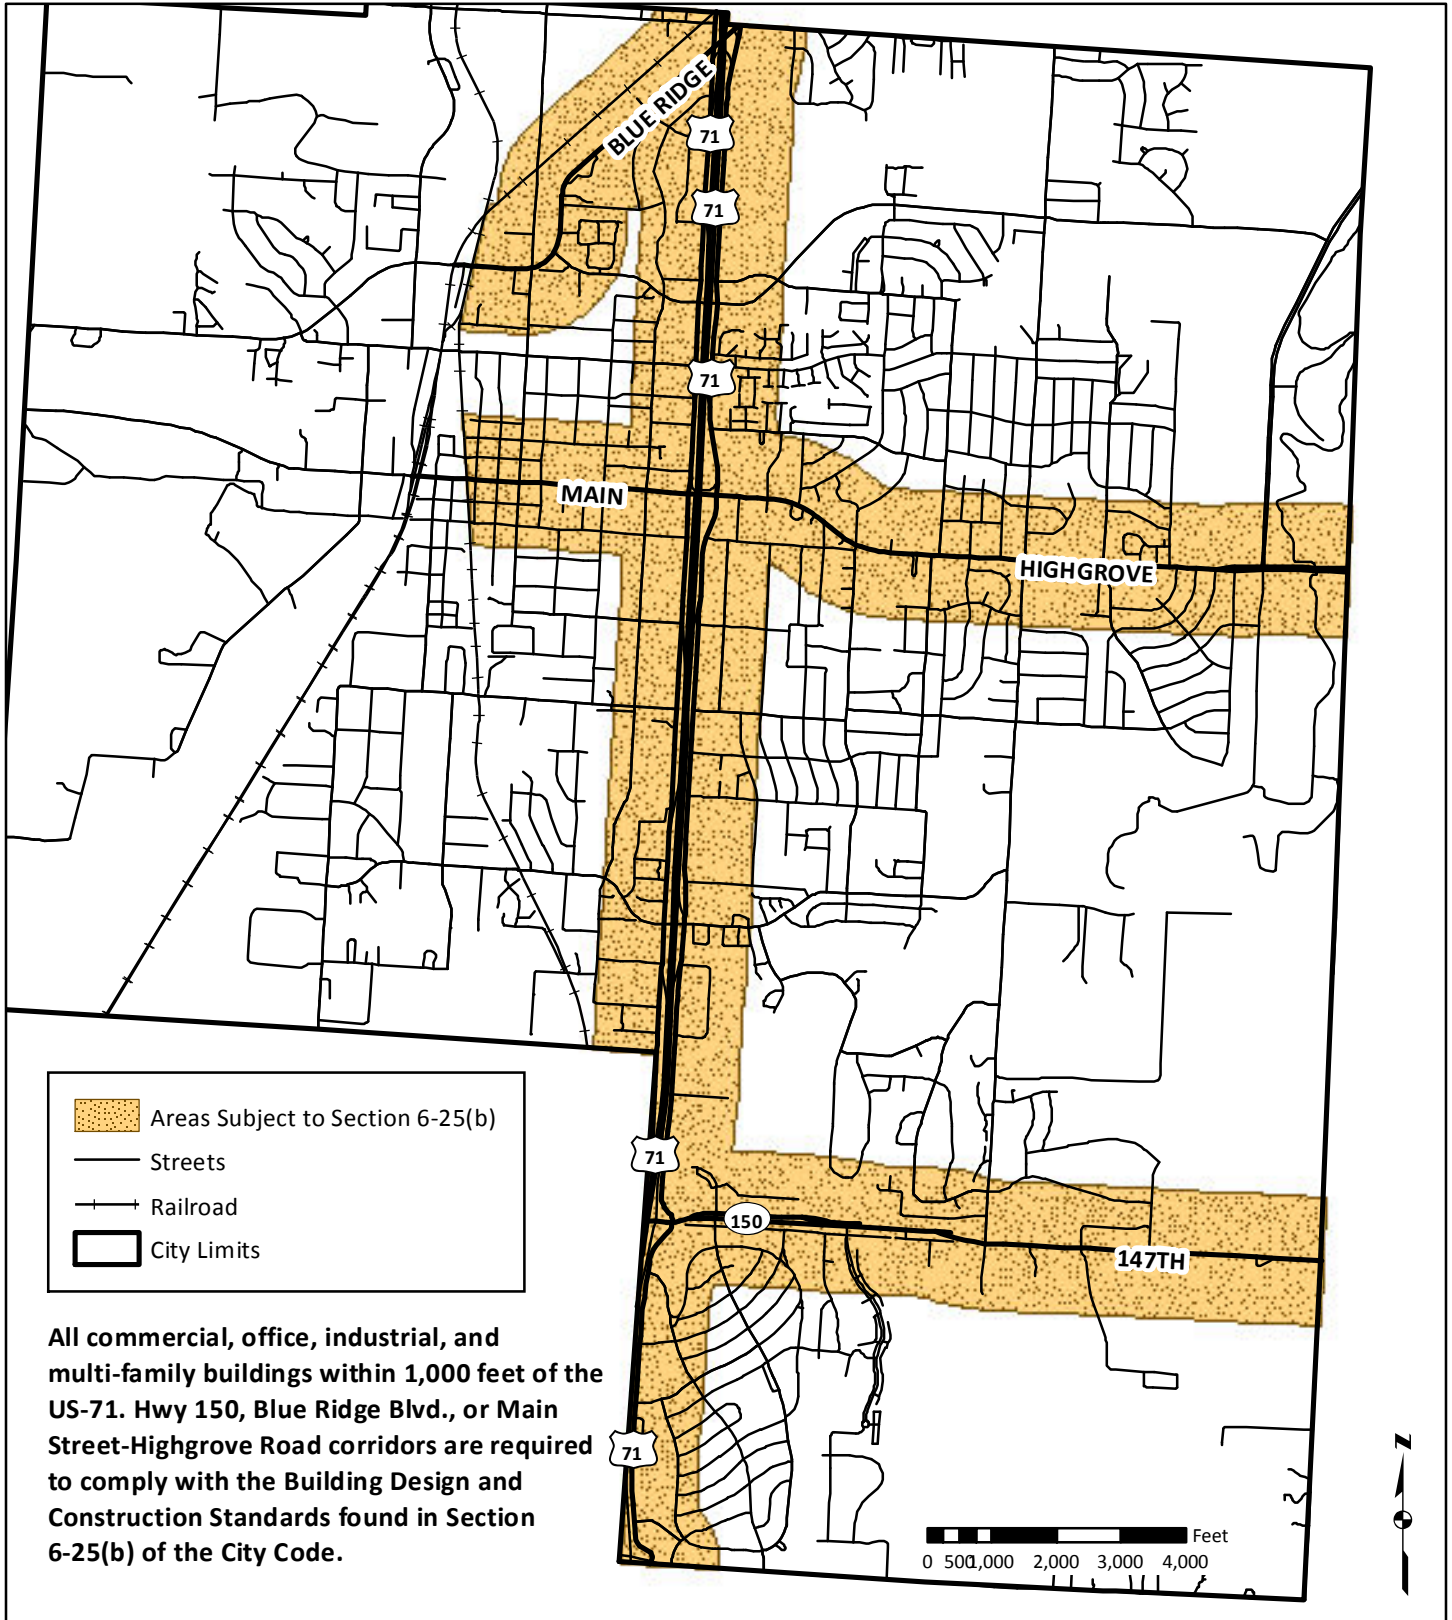 BLUE RIDGE
71
71
71
MAIN
HIGHGROVE
Areas Subject to Section 6-25(b)
Streets
Railroad
City Limits
71
150
147TH
All commercial, office, industrial, and
multi-family buildings within 1,000 feet of the
US-71. Hwy 150, Blue Ridge Blvd., or Main
Street-Highgrove Road corridors are required
to comply with the Building Design and
Construction Standards found in Section
6-25(b) of the City Code.
71
Z
Feet
0 500 1,000 2,000 3,000 4,000